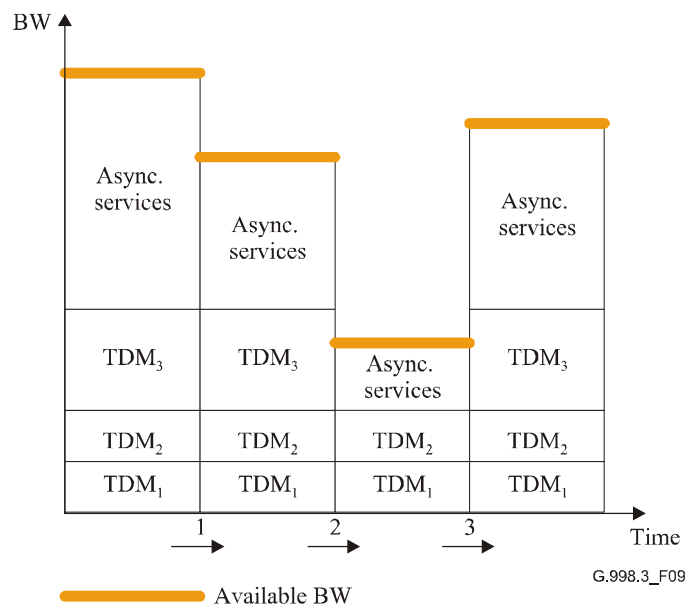 BW
Async.
services
Async.
services
Async.
services
Async.
services
TDM₃
TDM₃
TDM₃
TDM₂
TDM₂
TDM₂
TDM₂
TDM₁
TDM₁
TDM₁
TDM₁
1
2
3
Time
G.998.3_F09
Available BW